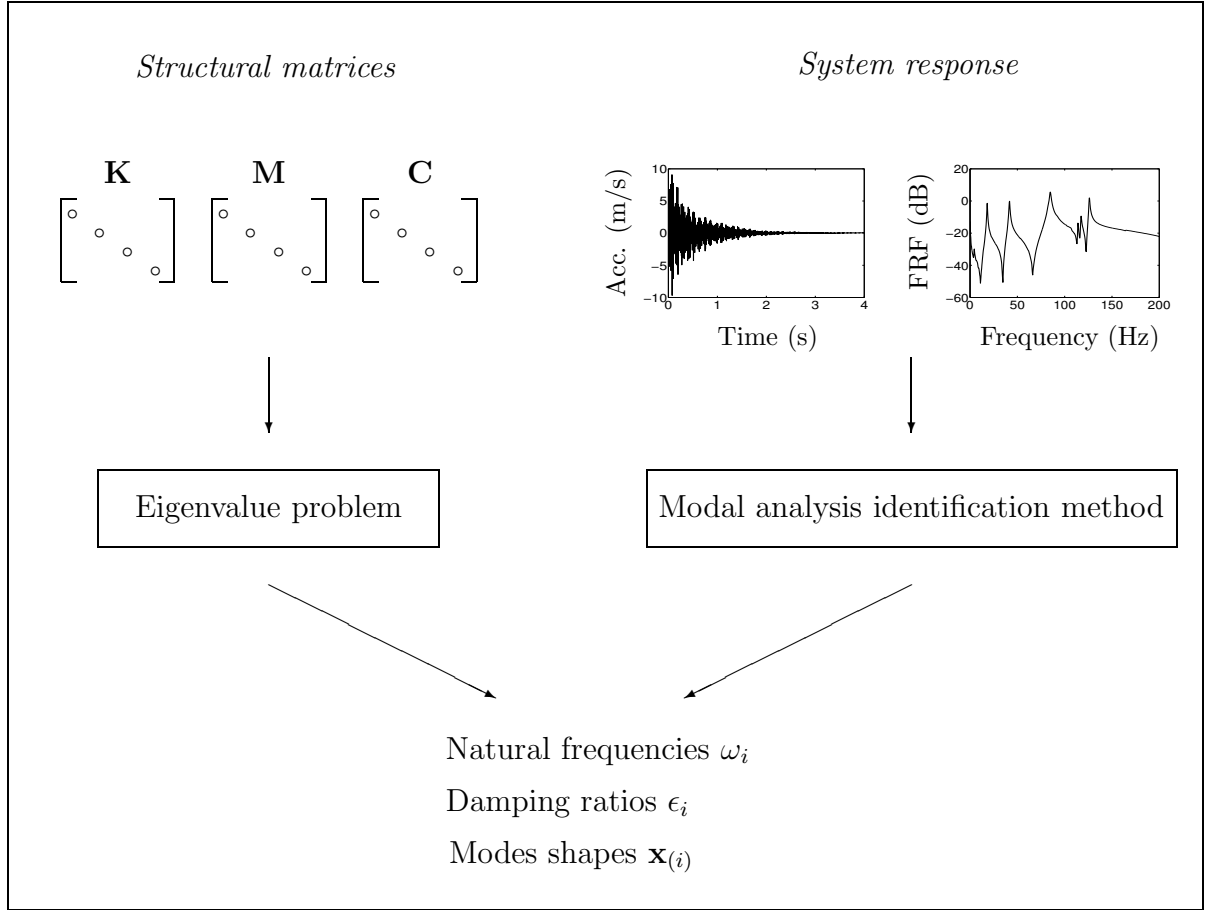 Structural matrices
System response
K M C
Acc. (m/s)
10
5
0
−5
−10
0 1 2 3 4
Time (s)
FRF (dB)
20
0
−20
−40
−60
0 50 100 150 200
Frequency (Hz)
Eigenvalue problem
Modal analysis identification method
Natural frequencies ωi
Damping ratios ϵi
Modes shapes x(i)